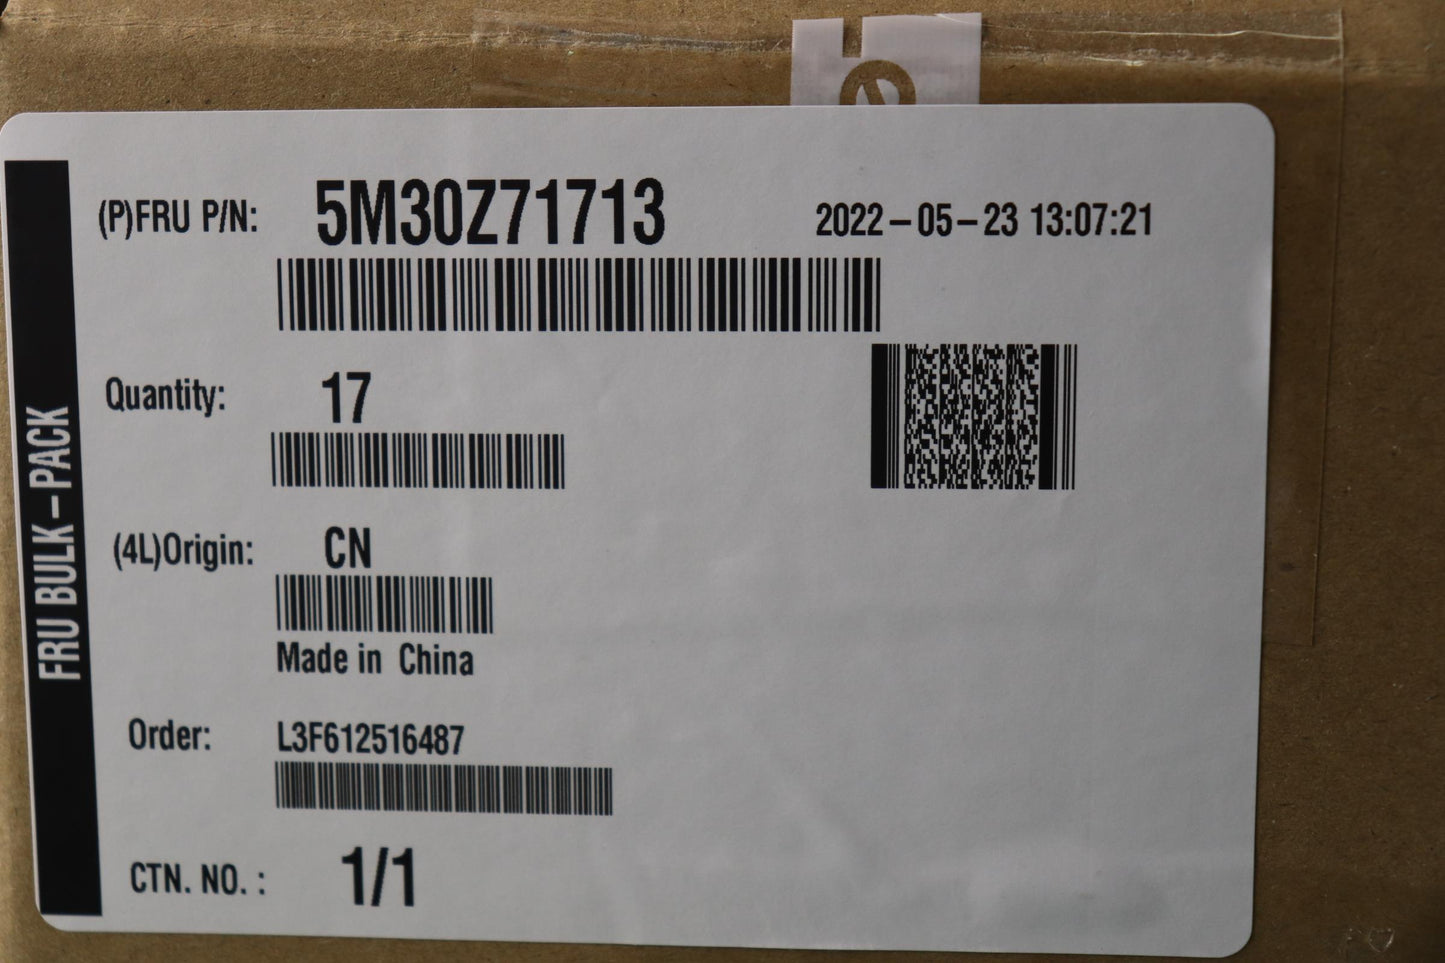 (P)FRU P/N: 5M30Z71713 2022-05-23 13:07:21
Quantity: 17
(4L)Origin: CN
Made in China
Order: L3F612516487
CTN. NO. : 1/1
FRU BULK-PACK
e